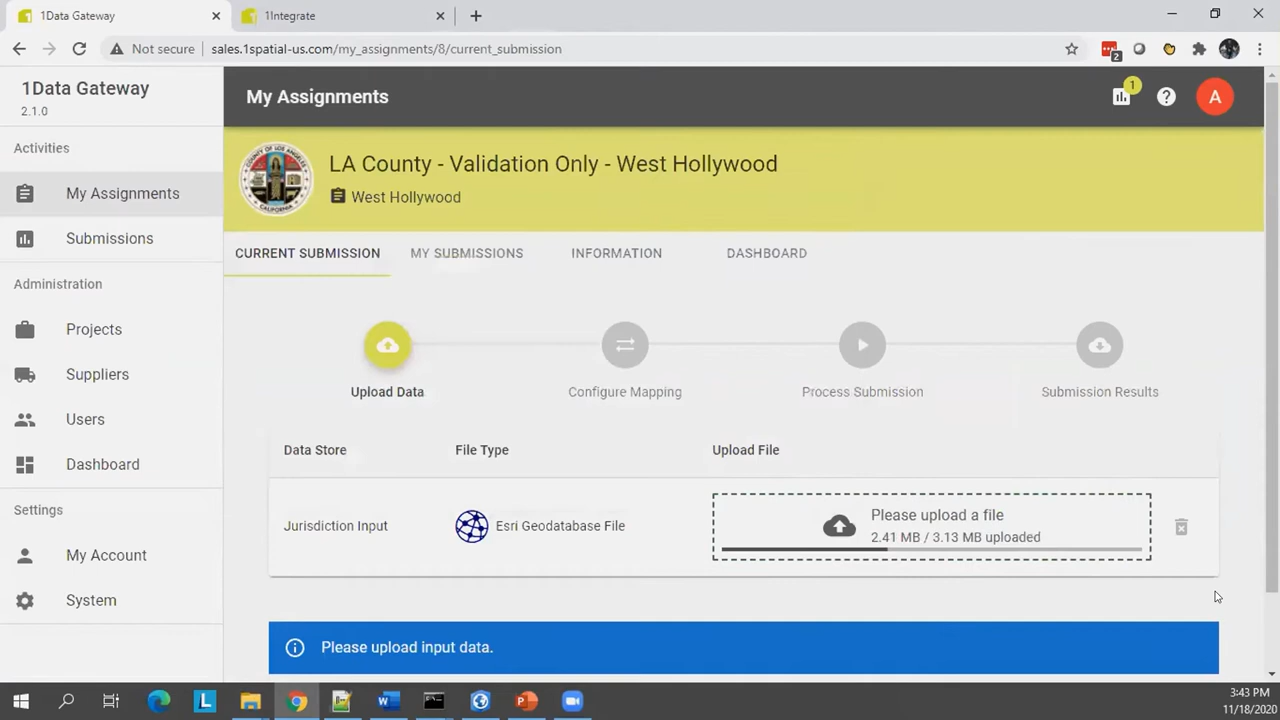 1Data Gateway
1Integrate
Not secure
sales.1spatial-us.com/my_assignments/8/current_submission
2
1Data Gateway
2.1.0
Activities
My Assignments
Submissions
Administration
Projects
Suppliers
Users
Dashboard
Settings
My Account
System
My Assignments
1
A
LA County - Validation Only - West Hollywood
West Hollywood
CURRENT SUBMISSION
MY SUBMISSIONS
INFORMATION
DASHBOARD
Upload Data
Configure Mapping
Process Submission
Submission Results
Data Store
File Type
Upload File
Jurisdiction Input
Esri Geodatabase File
Please upload a file
2.41 MB / 3.13 MB uploaded
Please upload input data.
3:43 PM
11/18/2020